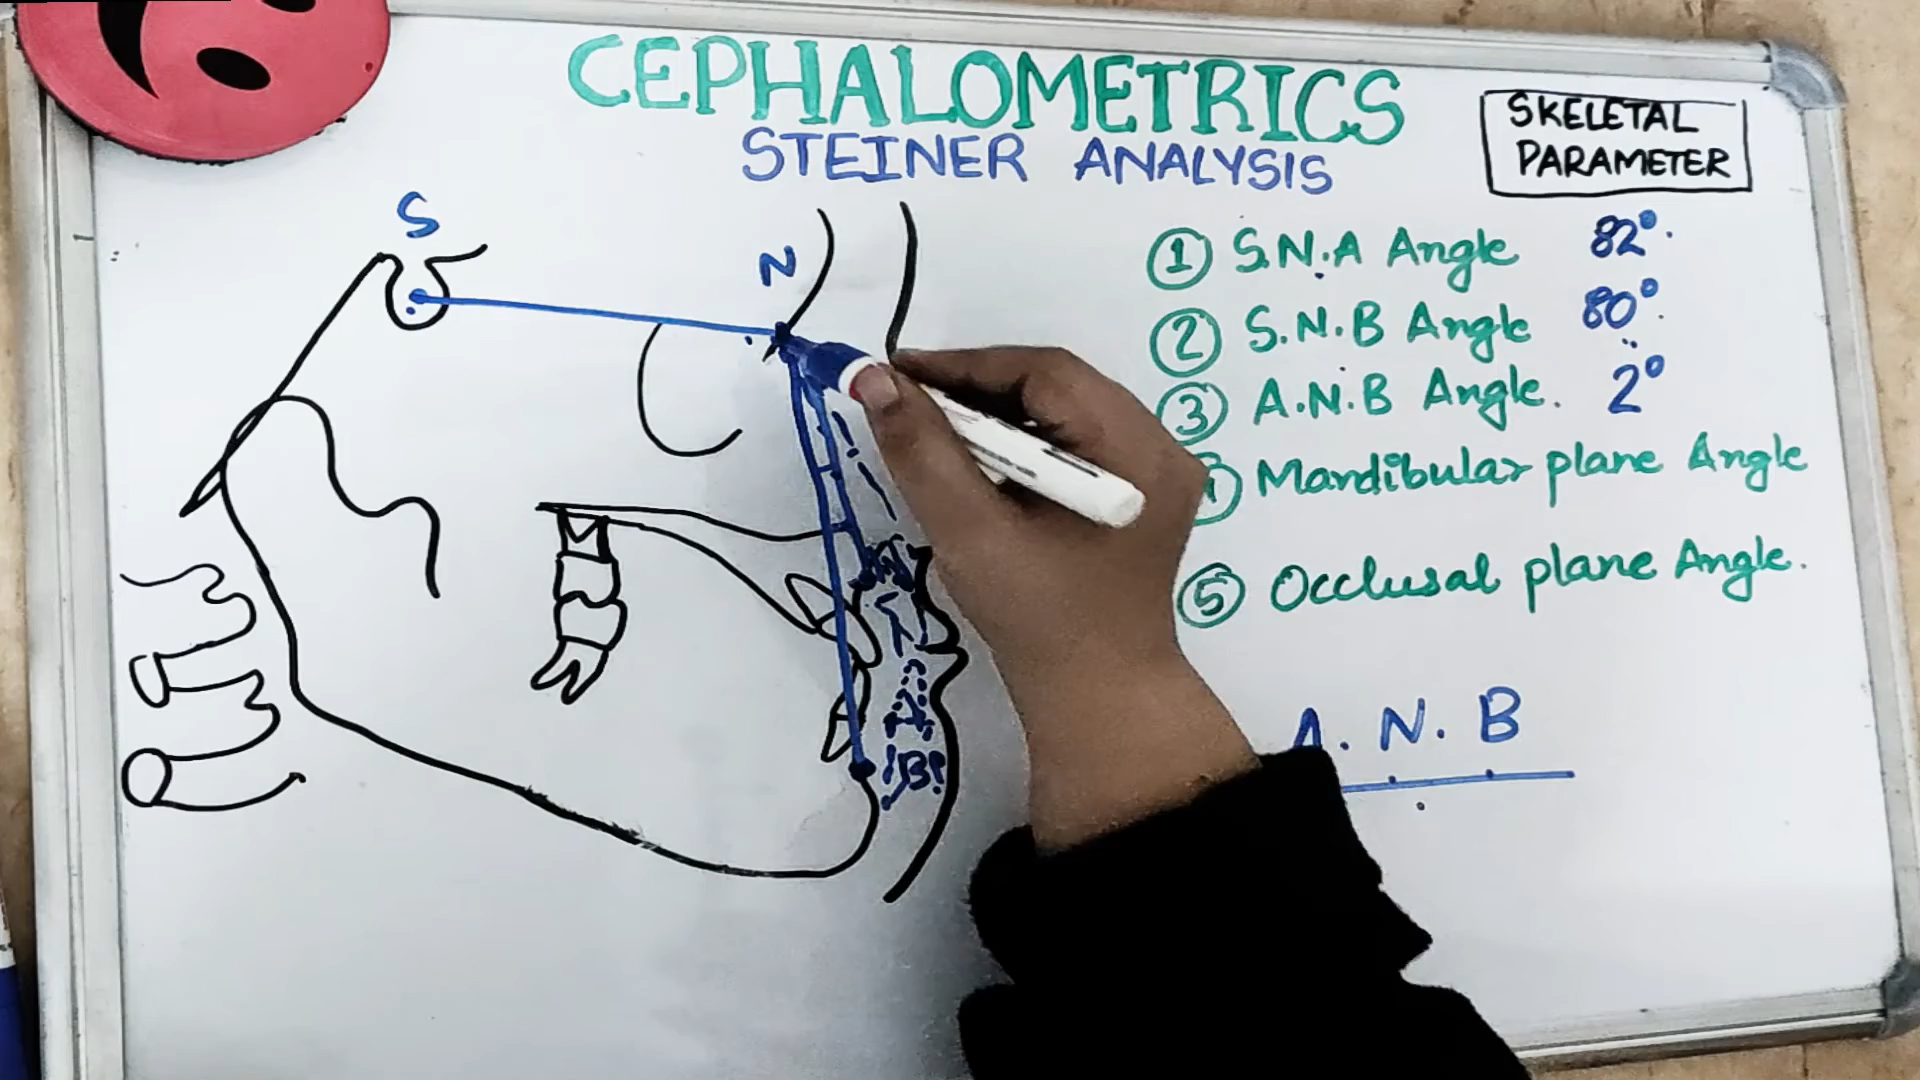 CEPHALOMETRICS
STEINER ANALYSIS
SKELETAL
PARAMETER
S
N
① S.N.A Angle 82°
② S.N.B Angle 80°
③ A.N.B Angle. 2°
Mandibular plane Angle
⑤ Occlusal plane Angle.
A. N. B
B